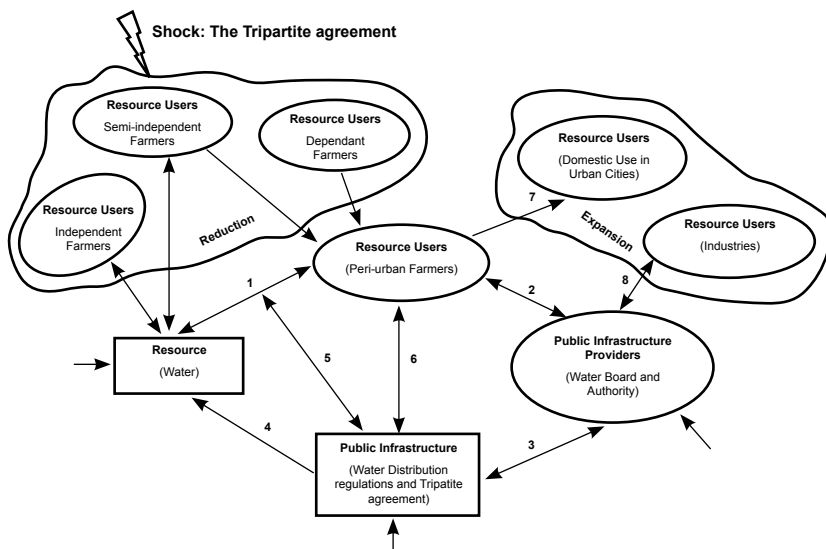 Shock: The Tripartite agreement
Resource Users
Semi-independent
Farmers
Resource Users
Dependant
Farmers
Resource Users
Independent
Farmers
Reduction
Resource Users
(Domestic Use in
Urban Cities)
Resource Users
(Industries)
Expansion
7
8
Resource Users
(Peri-urban Farmers)
1
2
Resource
(Water)
5
6
Public Infrastructure
Providers
(Water Board and
Authority)
4
3
Public Infrastructure
(Water Distribution
regulations and Tripatite
agreement)